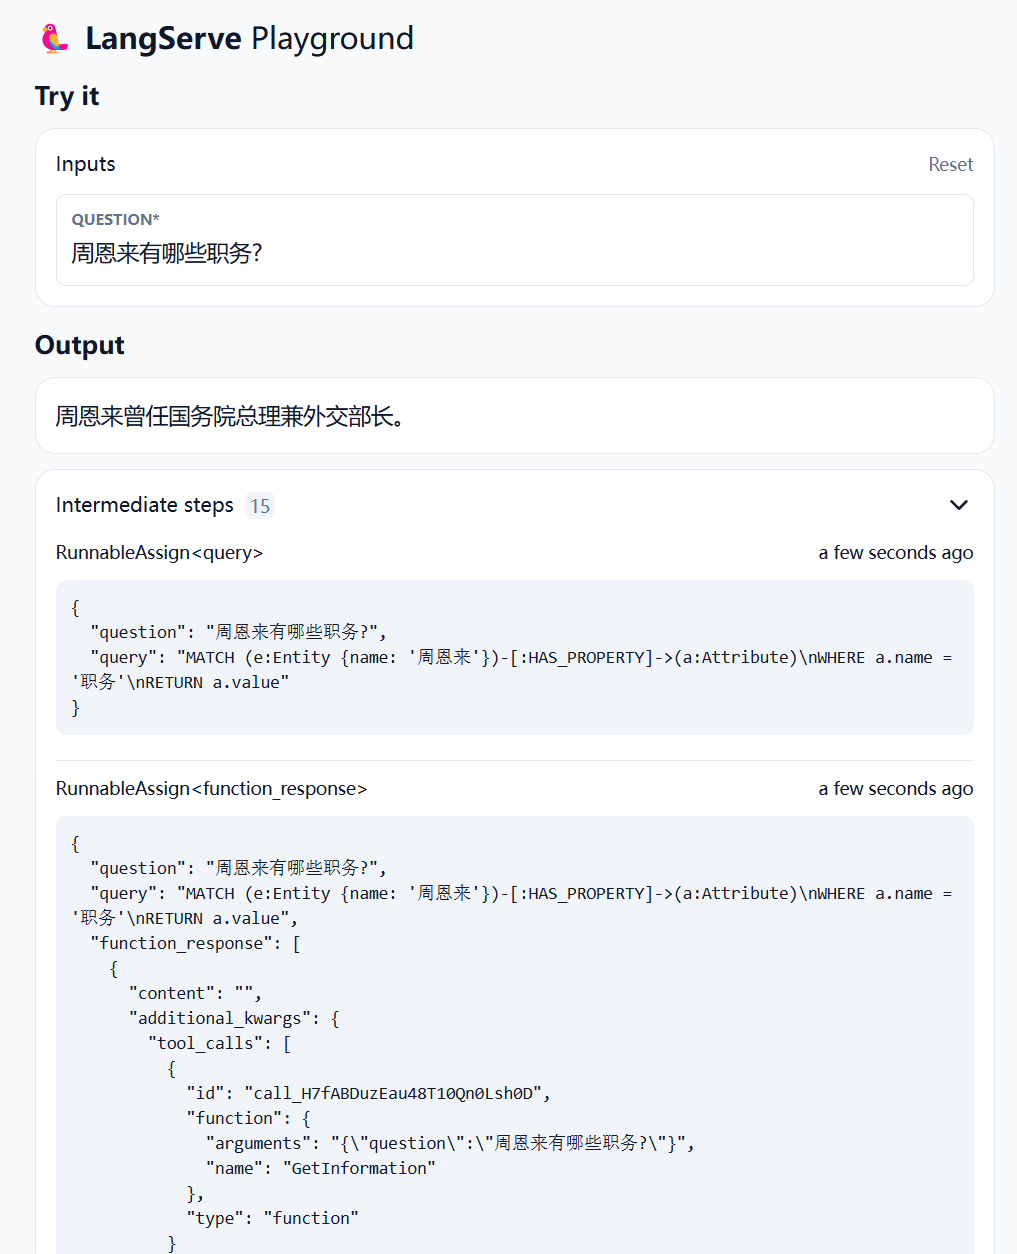 LangServe Playground
Try it
Inputs
Reset
QUESTION*
周恩来有哪些职务?
Output
周恩来曾任国务院总理兼外交部长。
Intermediate steps 15
RunnableAssign<query>
a few seconds ago
{
"question": "周恩来有哪些职务?",
"query": "MATCH (e:Entity {name: '周恩来'})-[:HAS_PROPERTY]->(a:Attribute)\nWHERE a.name =
'职务'\nRETURN a.value"
}
RunnableAssign<function_response>
a few seconds ago
{
"question": "周恩来有哪些职务?",
"query": "MATCH (e:Entity {name: '周恩来'})-[:HAS_PROPERTY]->(a:Attribute)\nWHERE a.name =
'职务'\nRETURN a.value",
"function_response": [
{
"content": "",
"additional_kwargs": {
"tool_calls": [
{
"id": "call_H7fABDuzEau48T10Qn0Lsh0D",
"function": {
"arguments": "{\"question\":\"周恩来有哪些职务?\"}",
"name": "GetInformation"
},
"type": "function"
}